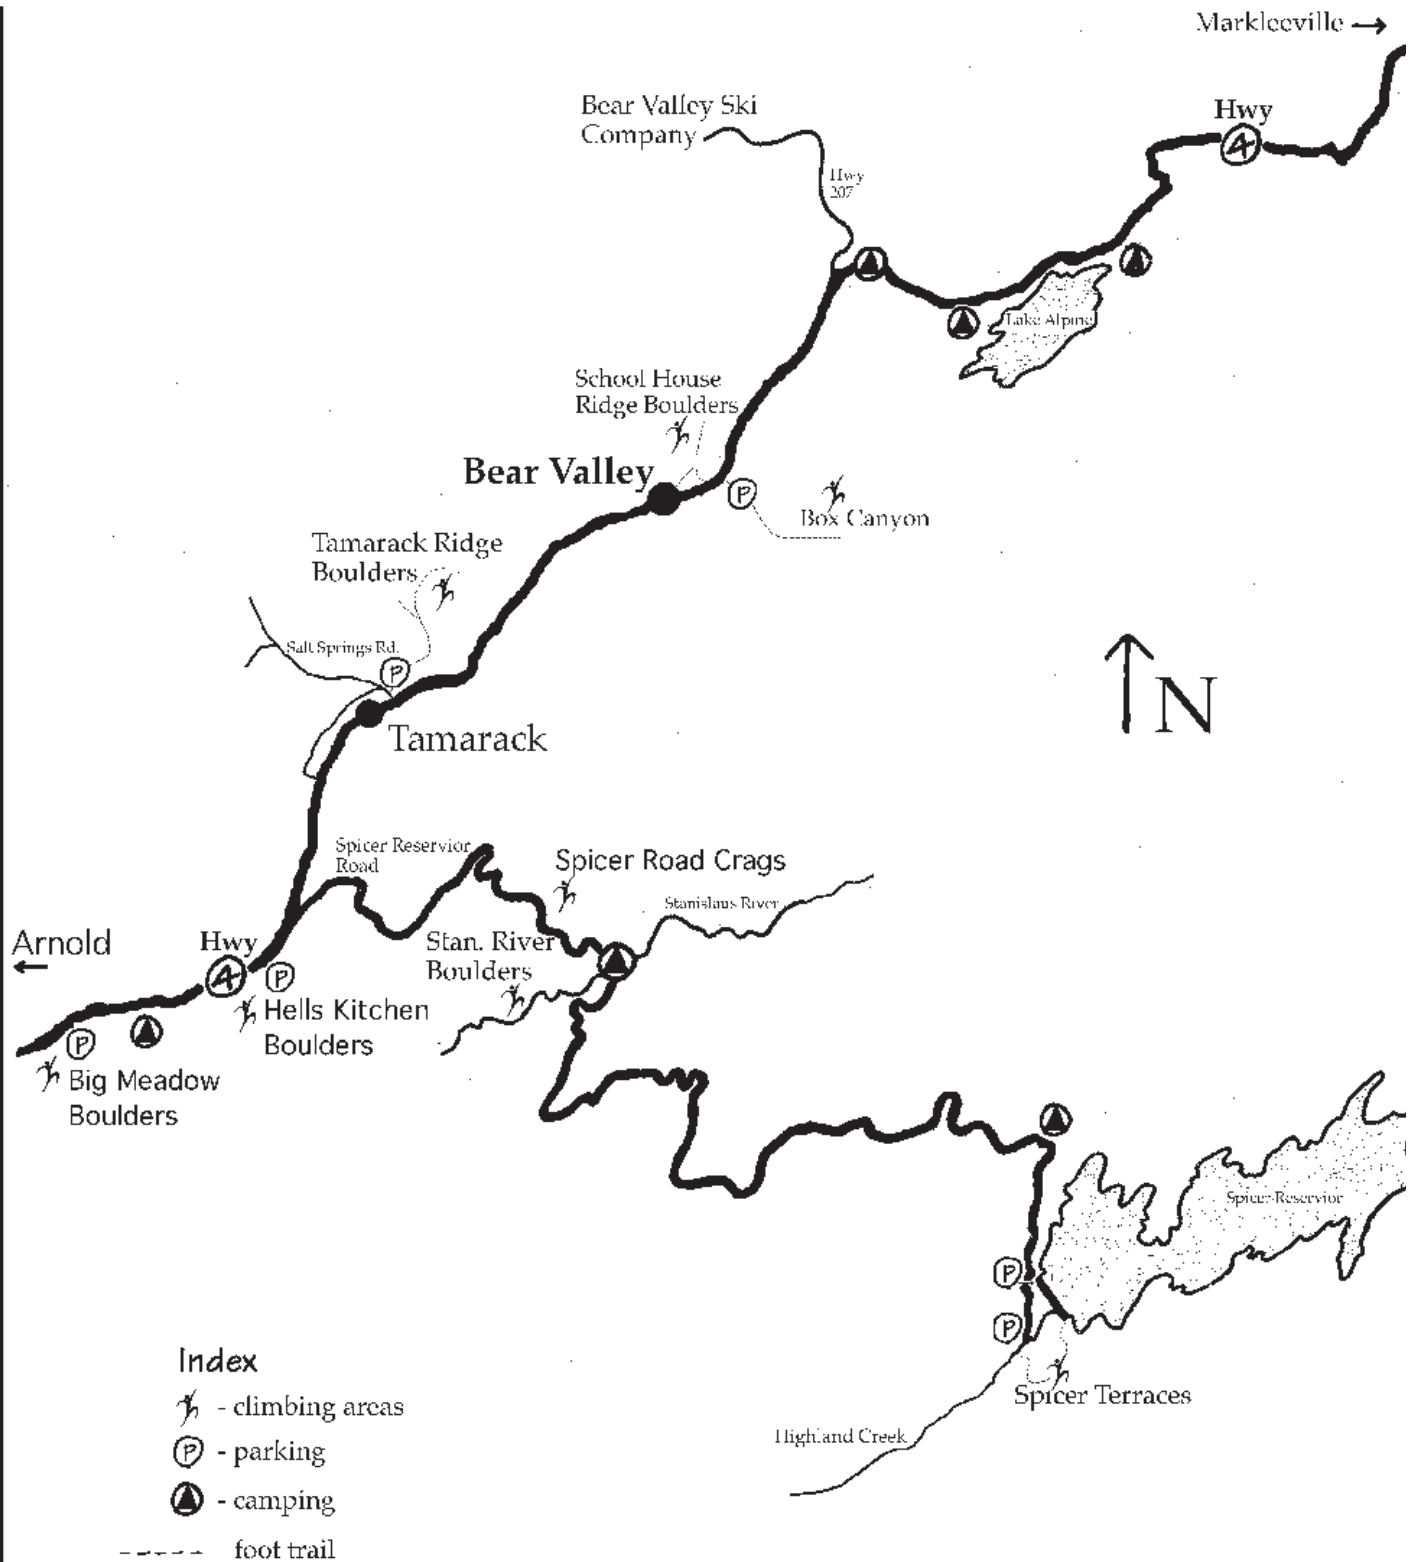 Markleeville →
Hwy
4
Bear Valley Ski
Company
Hwy
207
Lake Alpine
School House
Ridge Boulders
Bear Valley
P
Box Canyon
Tamarack Ridge
Boulders
Salt Springs Rd.
P
N
Tamarack
Spicer Reservior
Road
Spicer Road Crags
Stanislaus River
Arnold
←
Hwy
4
Stan. River
Boulders
P
Hells Kitchen
Boulders
P
Big Meadow
Boulders
Spicer Reservior
P
P
Spicer Terraces
Highland Creek
Index
- climbing areas
P - parking
- camping
foot trail